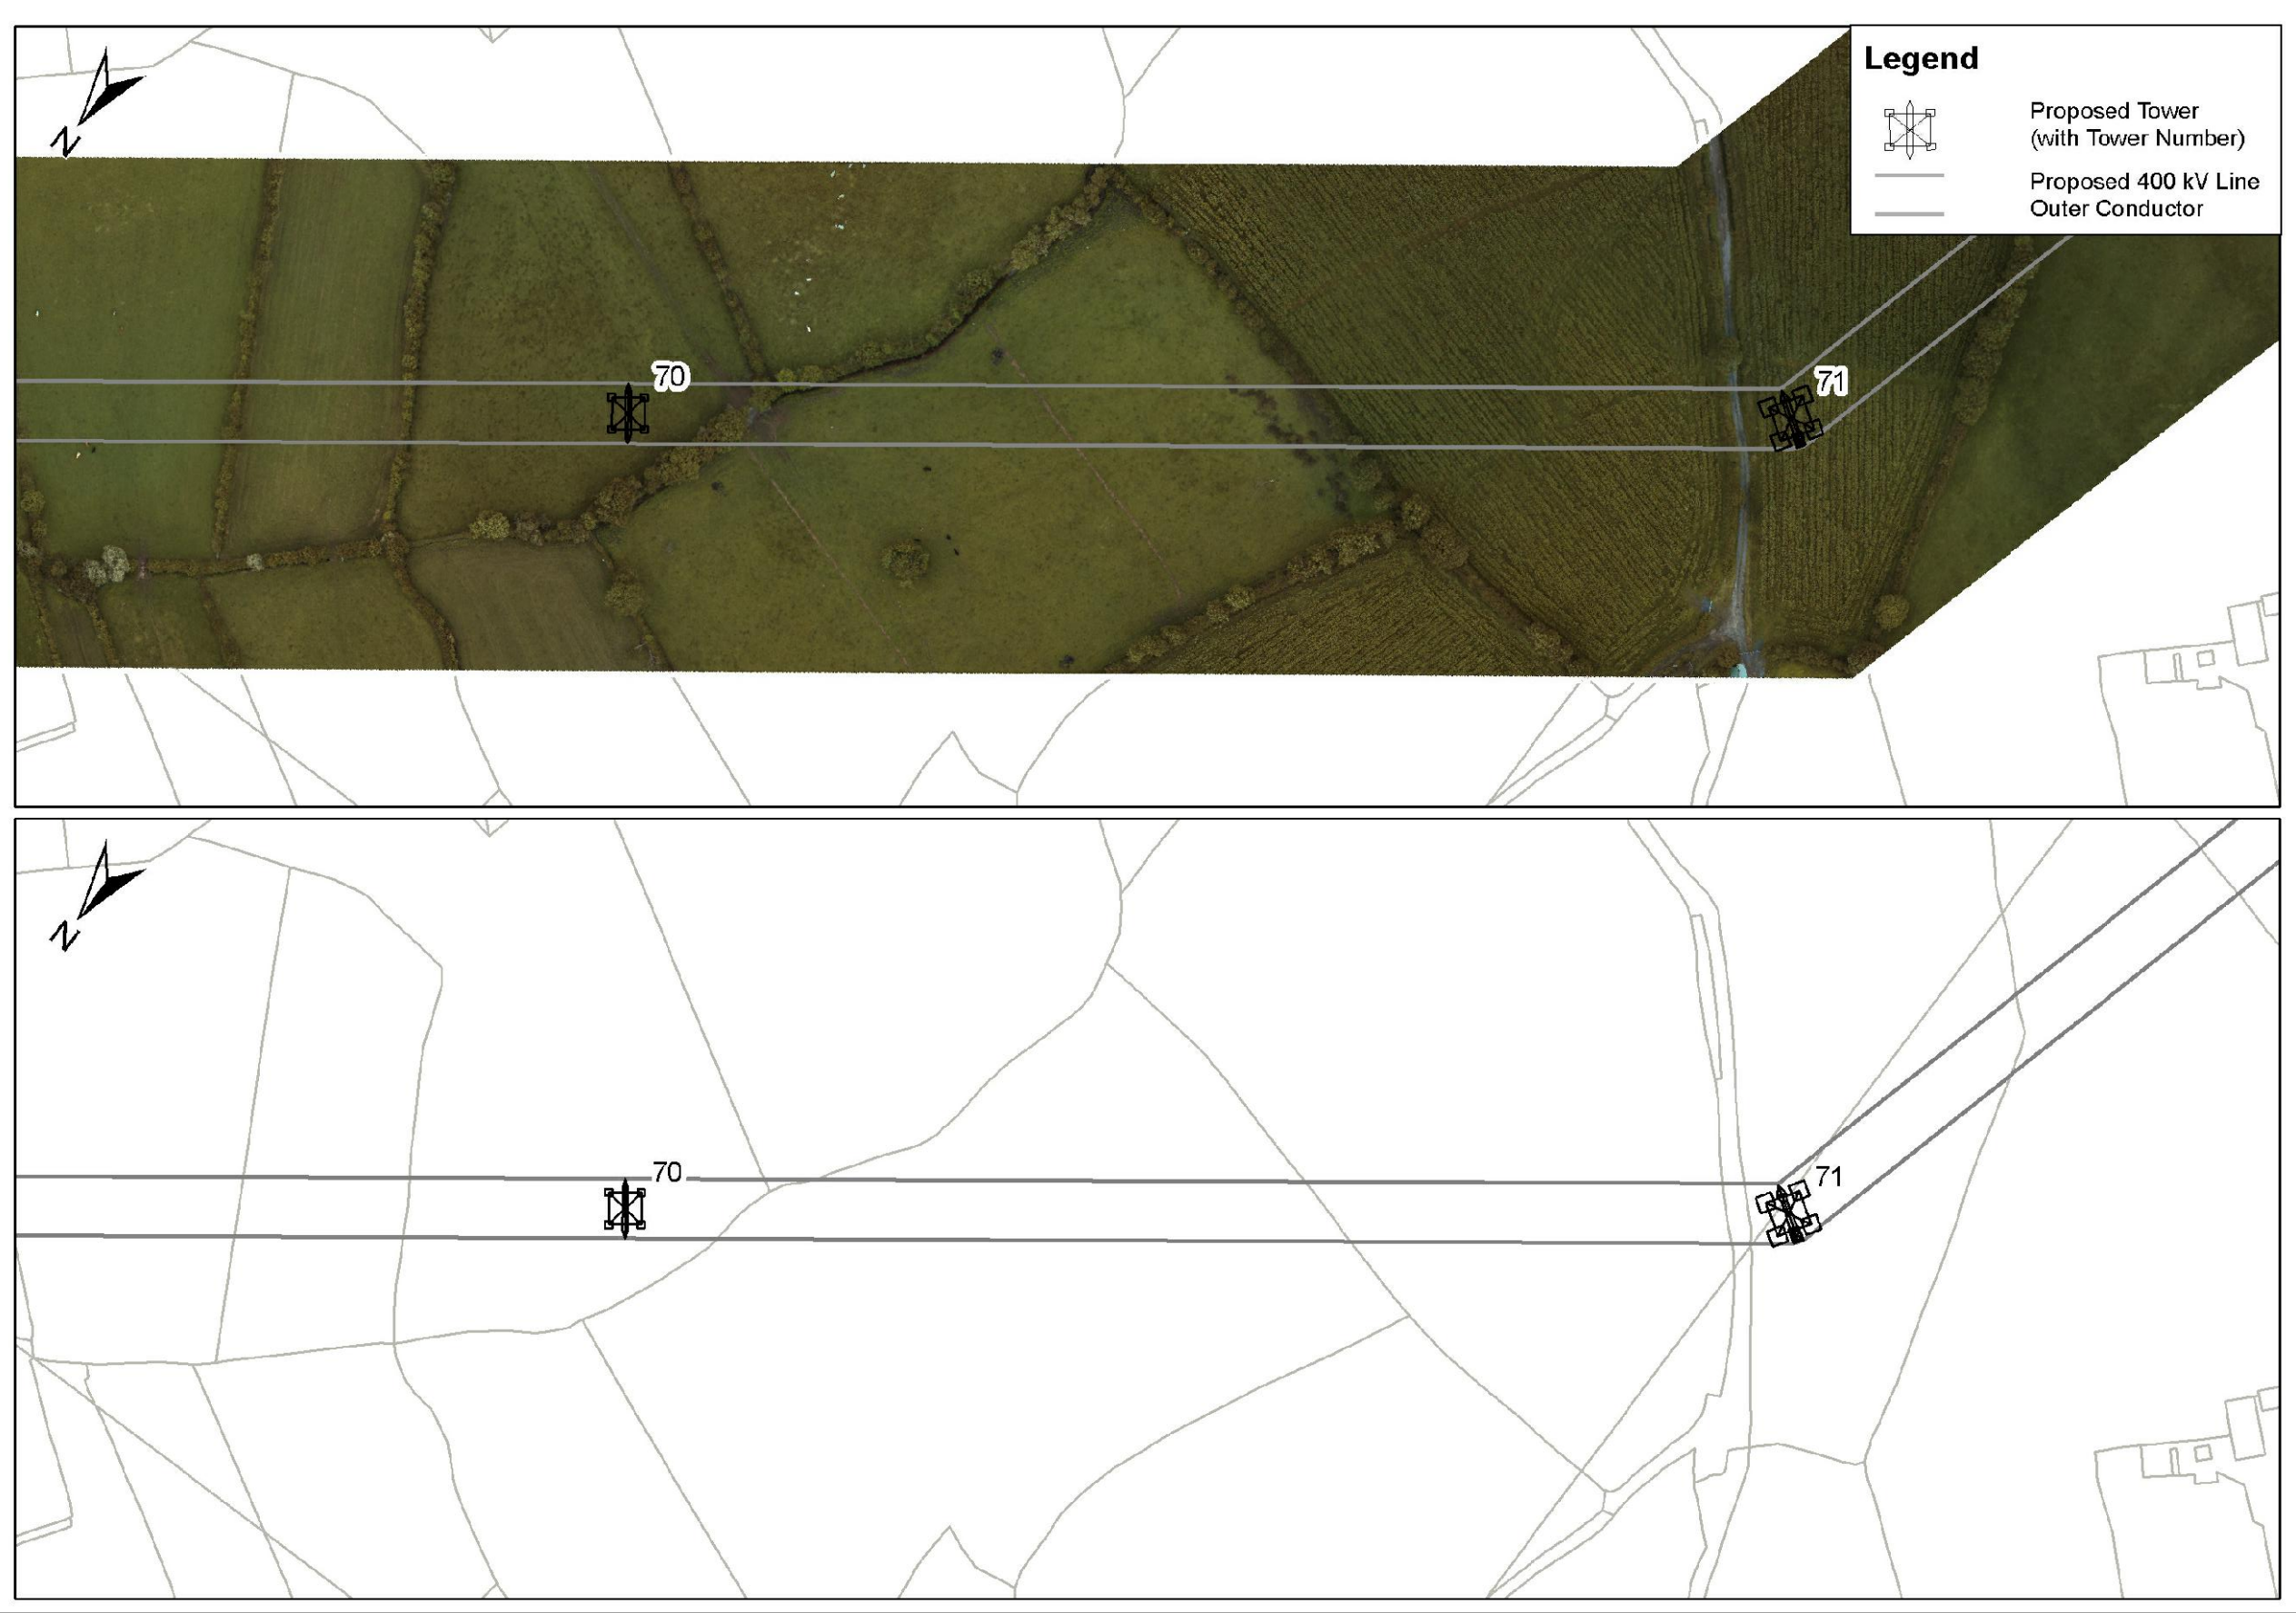 N
Legend
Proposed Tower
(with Tower Number)
Proposed 400 kV Line
Outer Conductor
70
71
N
70
71